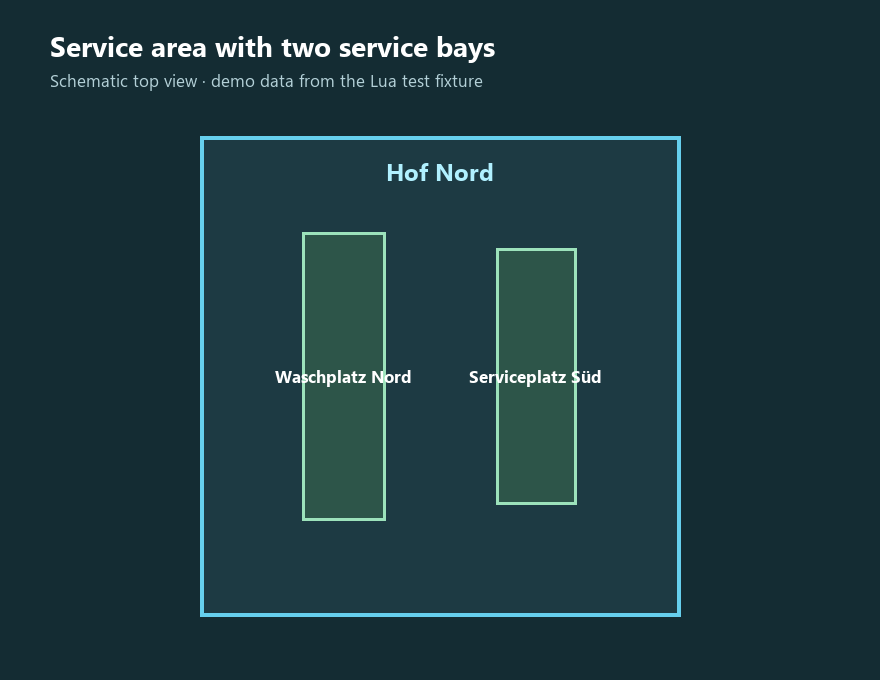 Service area with two service bays
Schematic top view · demo data from the Lua test fixture
Hof Nord
Waschplatz Nord
Serviceplatz Süd